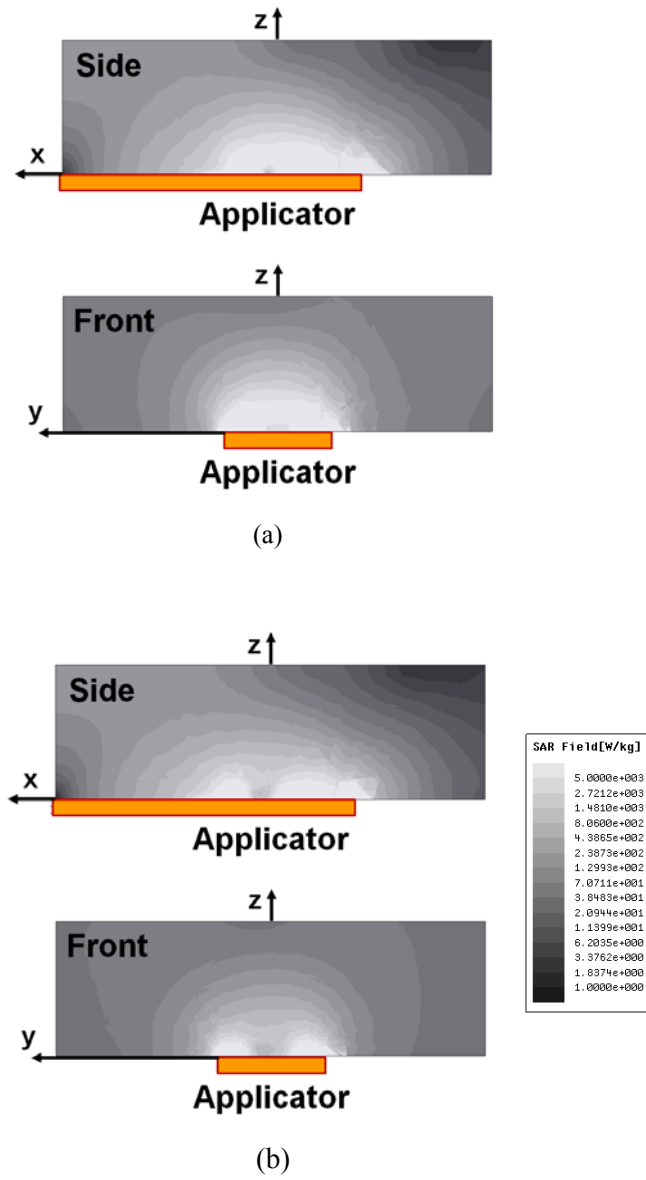 z
Side
x
Applicator
z
Front
y
Applicator
(a)
z
Side
x
Applicator
z
Front
y
Applicator
(b)
SAR Field[W/kg]
5.0000e+003
2.7212e+003
1.4810e+003
8.0600e+002
4.3865e+002
2.3873e+002
1.2993e+002
7.0711e+001
3.8483e+001
2.0944e+001
1.1399e+001
6.2035e+000
3.3762e+000
1.8374e+000
1.0000e+000